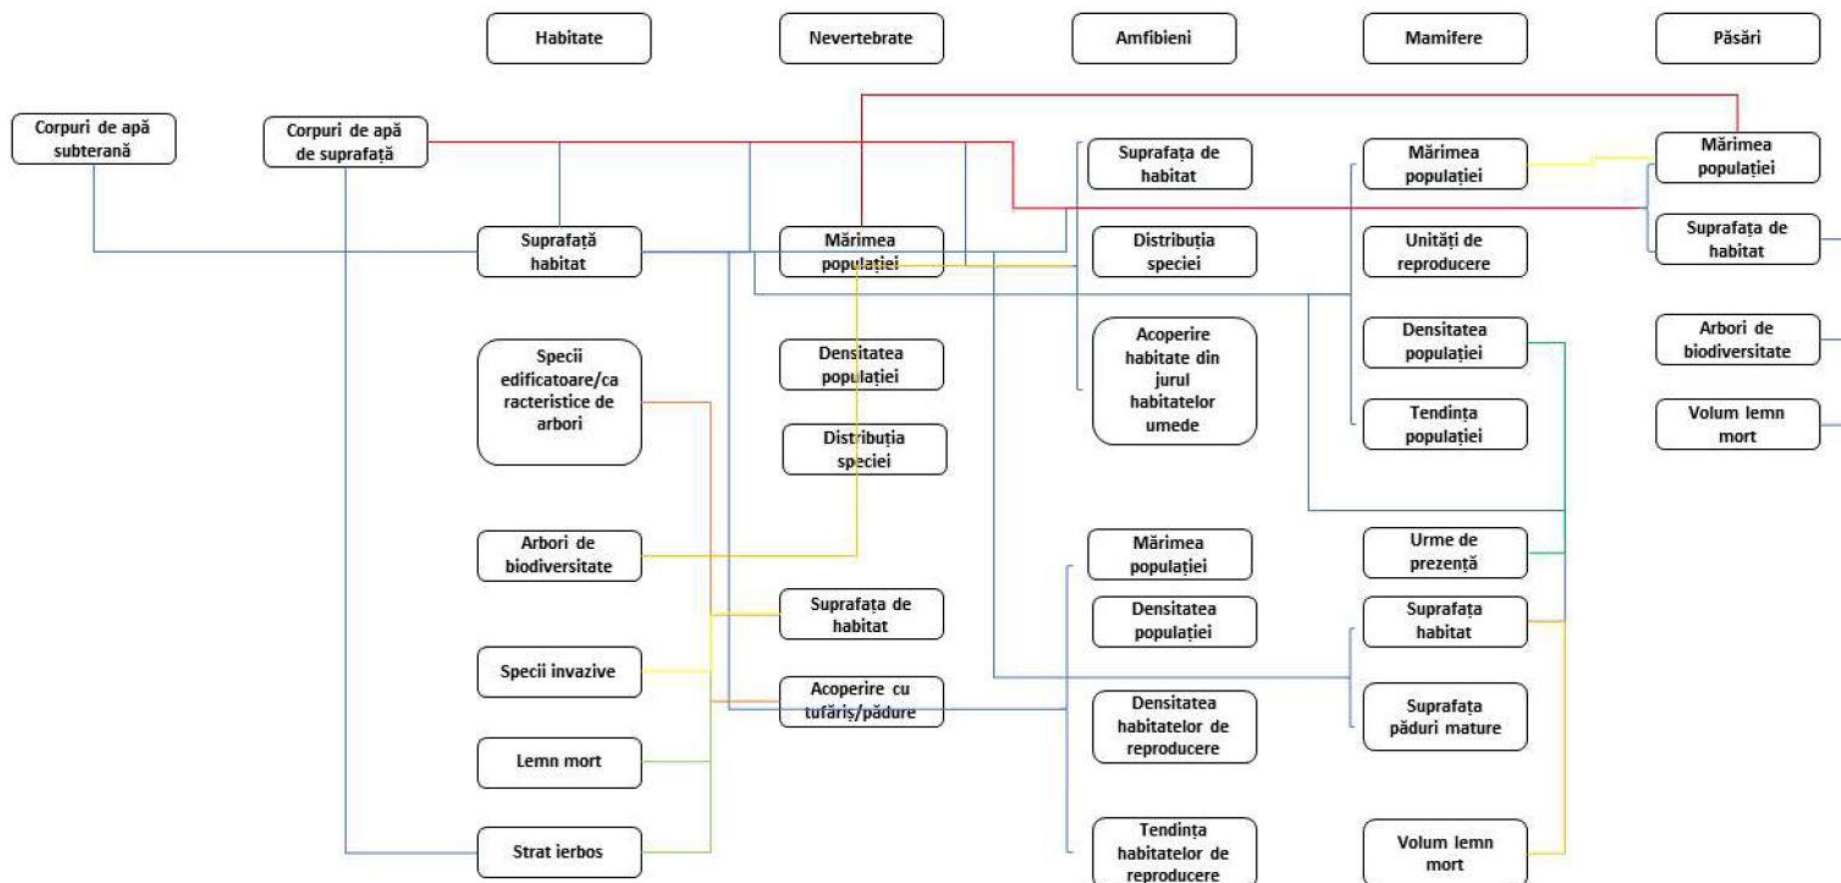 Habitate
Nevertebrate
Amfibieni
Mamifere
Păsări
Corpuri de apă
subterană
Corpuri de apă
de suprafață
Suprafață
habitat
Specii
edificatoare/ca
racteristice de
arbori
Arbori de
biodiversitate
Specii invazive
Lemn mort
Strat ierbos
Mărimea
populației
Densitatea
populației
Distribuția
speciei
Suprafața de
habitat
Acoperire cu
tufăriș/pădure
Suprafața de
habitat
Distribuția
speciei
Acoperire
habitate din
jurul
habitatelor
umede
Mărimea
populației
Densitatea
populației
Densitatea
habitatelor de
reproducere
Tendința
habitatelor de
reproducere
Mărimea
populației
Unități de
reproducere
Densitatea
populației
Tendința
populației
Urme de
prezență
Suprafața
habitat
Suprafața
păduri mature
Volum lemn
mort
Mărimea
populației
Suprafața de
habitat
Arbori de
biodiversitate
Volum lemn
mort